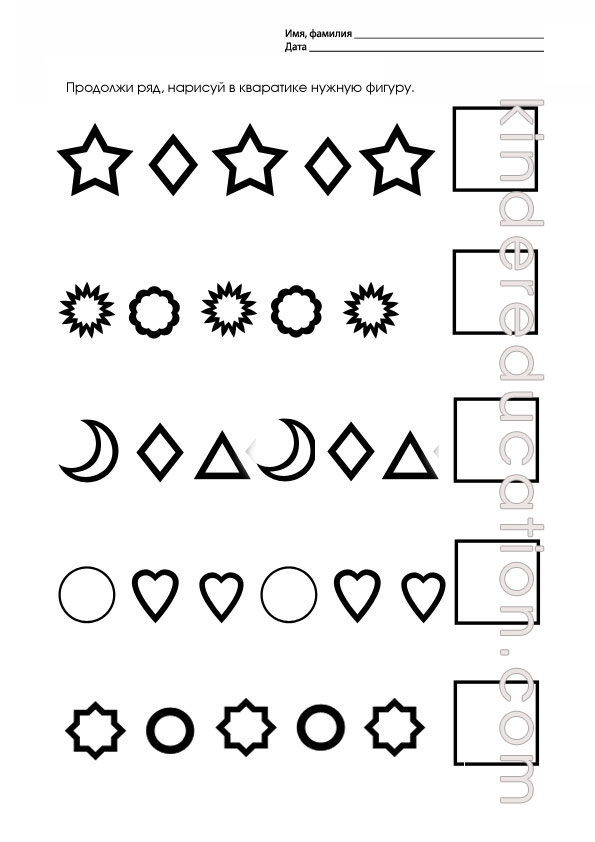 Имя, фамилия
Дата
Продолжи ряд, нарисуй в кваратике нужную фигуру.
kindereducation.com